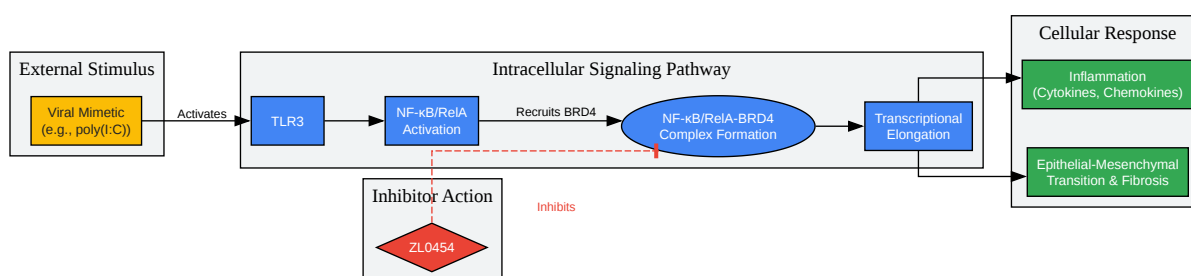 External Stimulus
Viral Mimetic
(e.g., poly(I:C))
Activates
Intracellular Signaling Pathway
TLR3
NF-κB/RelA
Activation
Recruits BRD4
NF-κB/RelA-BRD4
Complex Formation
Transcriptional
Elongation
Cellular Response
Inflammation
(Cytokines, Chemokines)
Epithelial-Mesenchymal
Transition & Fibrosis
Inhibitor Action
ZL0454
Inhibits